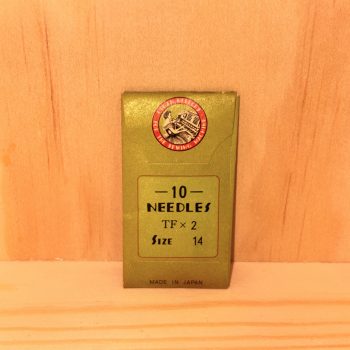 —10—
NEEDLES
TF × 2
SIZE 14
MADE IN JAPAN